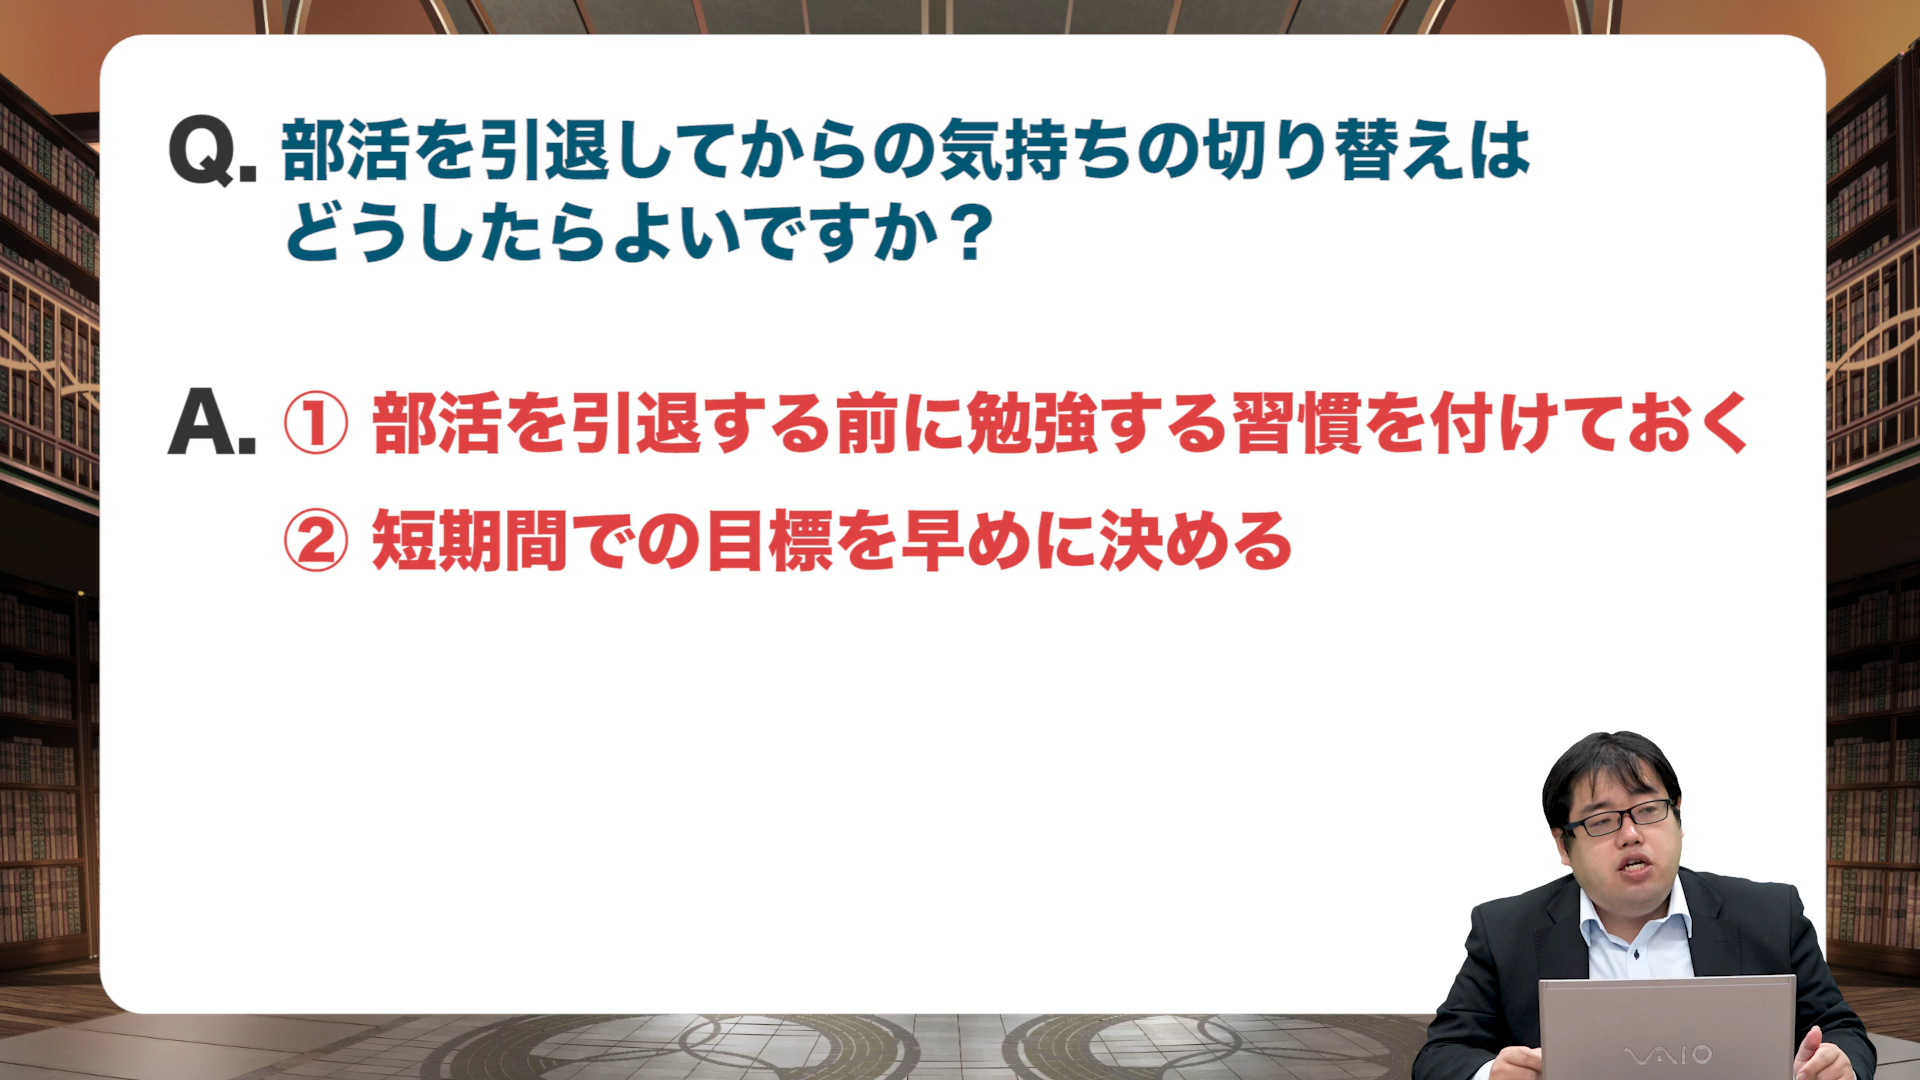 Q. 部活を引退してからの気持ちの切り替えは
どうしたらよいですか？
A. ① 部活を引退する前に勉強する習慣を付けておく
② 短期間での目標を早めに決める
VAIO